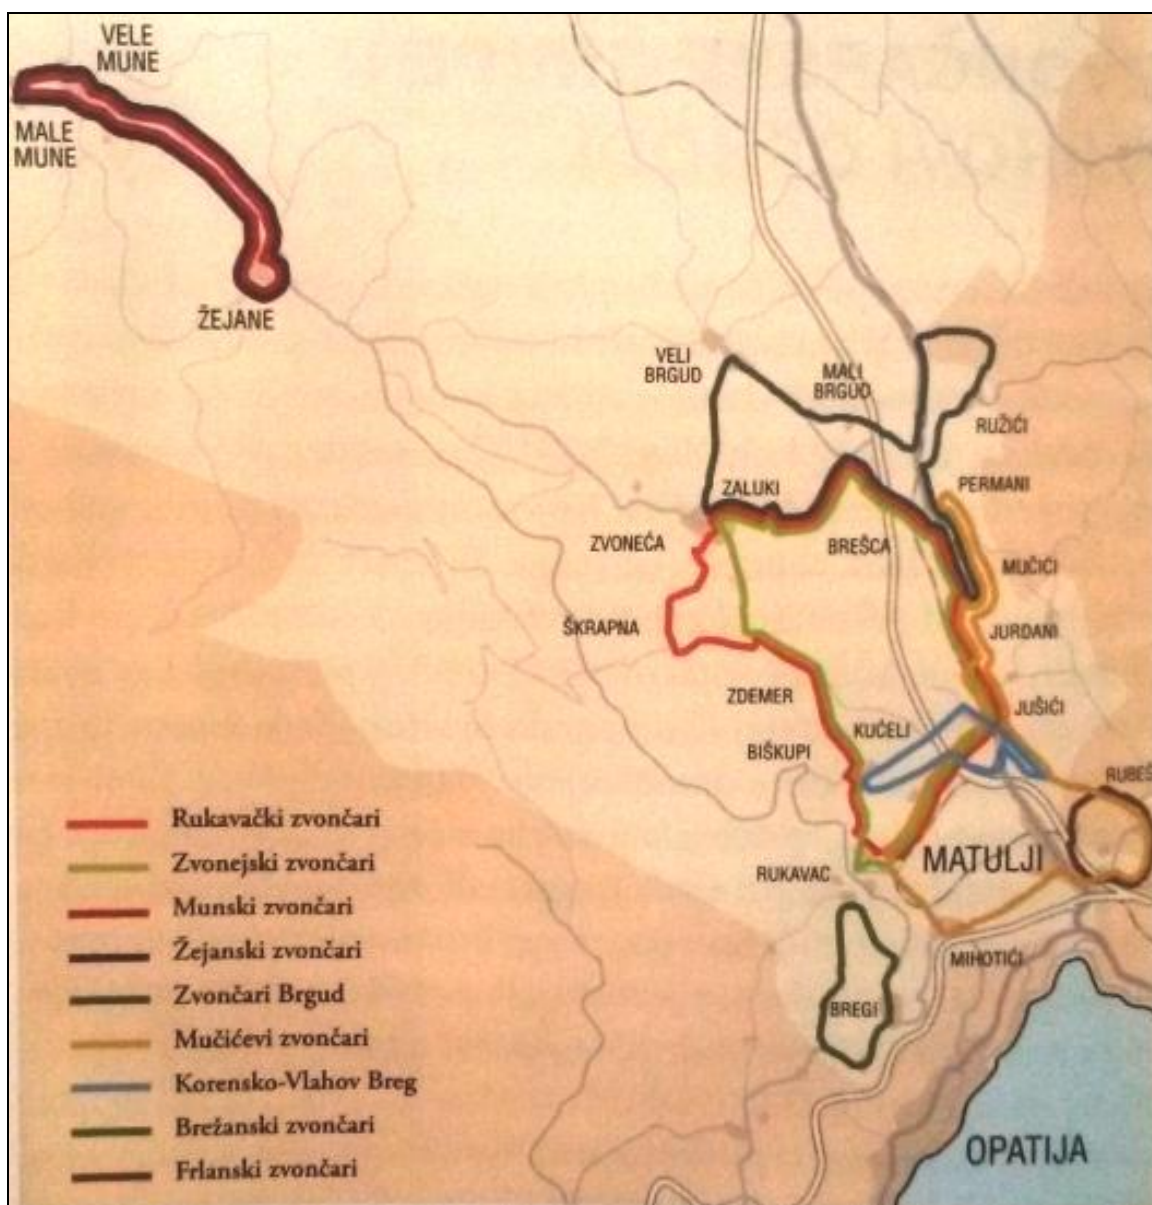 VELE
MUNE
MALE
MUNE
ŽEJANE
VELI
BRGUD
MALI
BRGUD
RUŽIĆI
PERMANI
ZALUKI
ZVONEĆA
BREŠCA
MUČIĆI
ŠKRAPNA
JURDANI
ZDEMER
JUŠIĆI
KUĆELI
BIŠKUPI
RUBEŠ
MATULJI
RUKAVAC
MIHOTIĆI
BREGI
OPATIJA
Rukavački zvončari
Zvonejski zvončari
Munski zvončari
Žejanski zvončari
Zvončari Brgud
Mučićevi zvončari
Korensko-Vlahov Breg
Brežanski zvončari
Frlanski zvončari